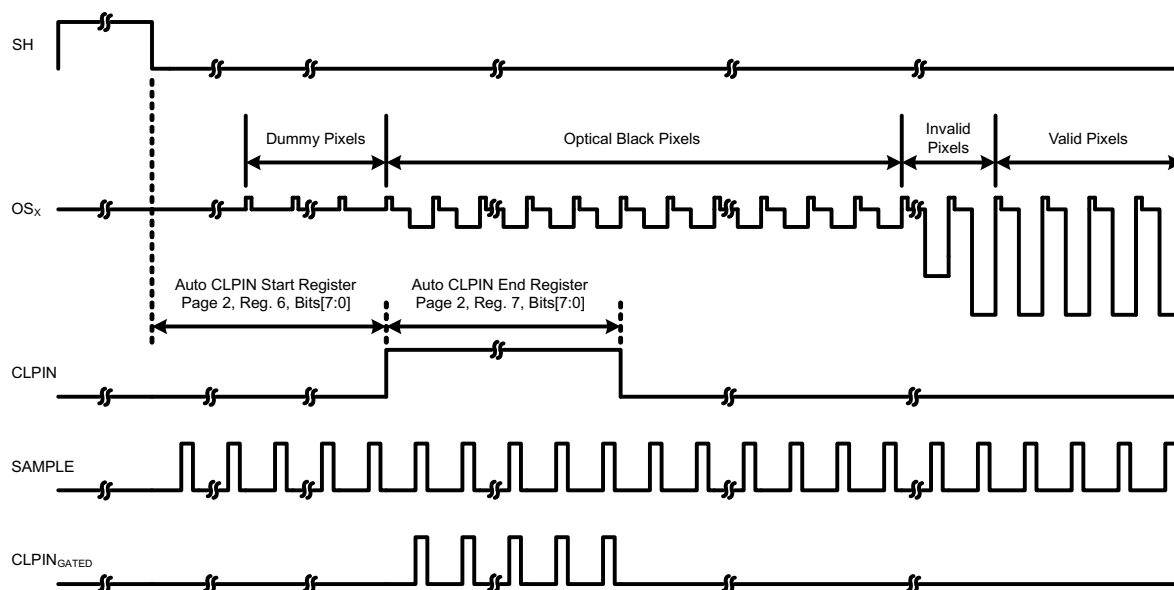 SH
Dummy Pixels
Optical Black Pixels
Invalid
Pixels
Valid Pixels
OSX
Auto CLPIN Start Register
Page 2, Reg. 6, Bits[7:0]
Auto CLPIN End Register
Page 2, Reg. 7, Bits[7:0]
CLPIN
SAMPLE
CLPINGATED